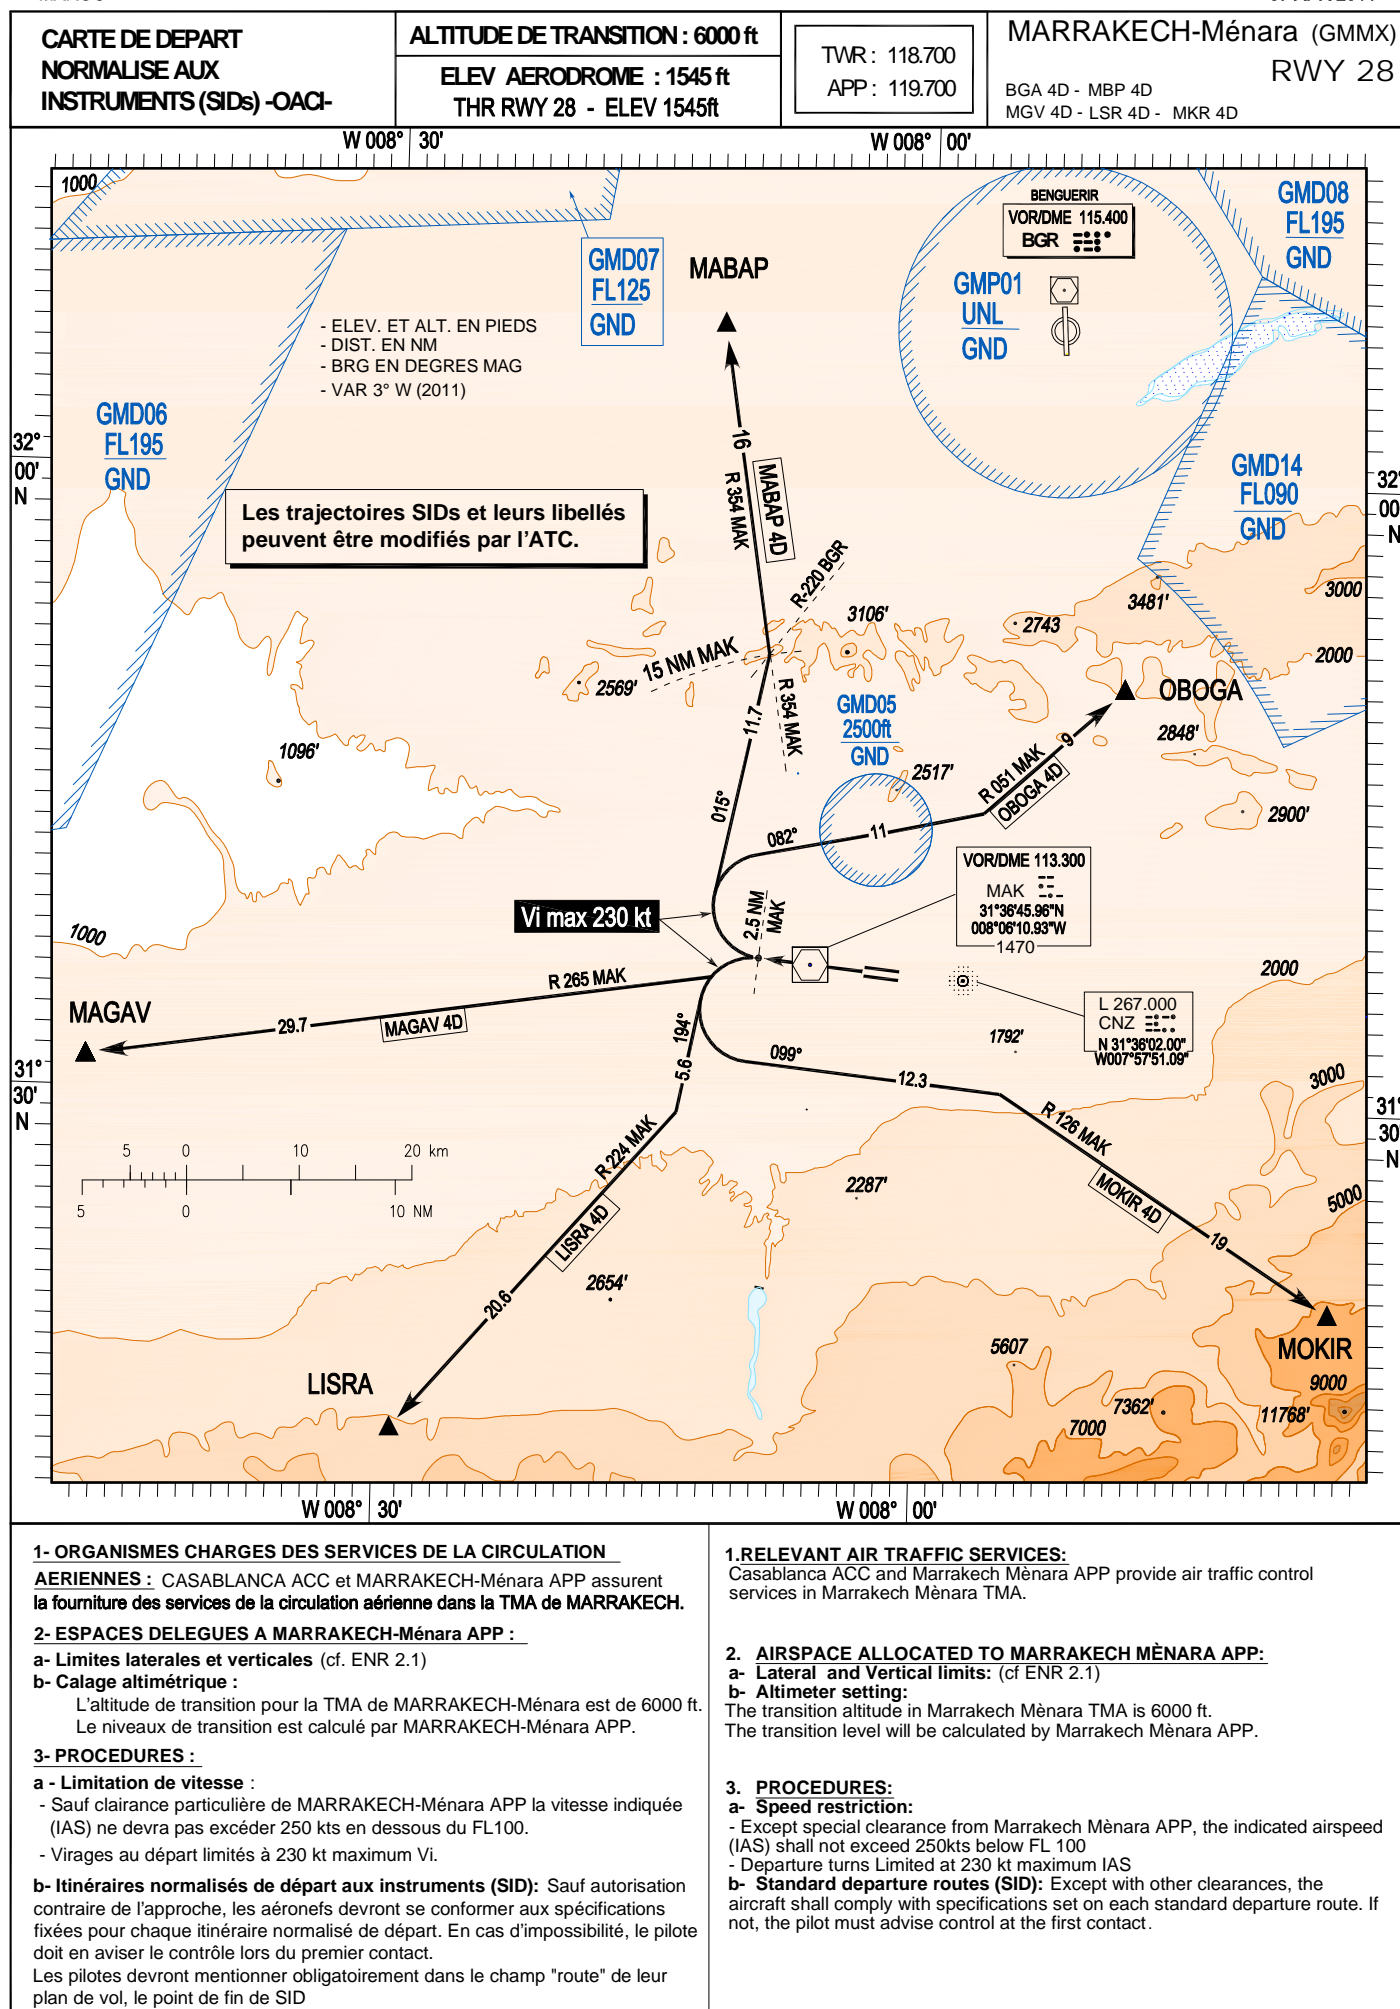 CARTE DE DEPART
NORMALISE AUX
INSTRUMENTS (SIDs) -OACI-
ALTITUDE DE TRANSITION : 6000 ft
ELEV AERODROME : 1545 ft
THR RWY 28 - ELEV 1545ft
TWR : 118.700
APP : 119.700
MARRAKECH-Ménara (GMMX)
RWY 28
BGA 4D - MBP 4D
MGV 4D - LSR 4D - MKR 4D
W 008° 30'
W 008° 00'
1000
BENGUERIR
VOR/DME 115.400
BGR
GMD08
FL195
GND
GMD07
FL125
GND
MABAP
GMP01
UNL
GND
- ELEV. ET ALT. EN PIEDS
- DIST. EN NM
- BRG EN DEGRES MAG
- VAR 3° W (2011)
GMD06
FL195
GND
32°
00'
N
16
R 354 MAK
MABAP 4D
GMD14
FL090
GND
32°
00'
N
Les trajectoires SIDs et leurs libellés
peuvent être modifiés par l'ATC.
R-220 BGR
3106'
2743
3481'
3000
15 NM MAK
2569'
R 354 MAK
11.7
2000
OBOGA
GMD05
2500ft
GND
1096'
2517'
9
R 051 MAK
OBOGA 4D
2848'
2900'
015°
082°
11
VOR/DME 113.300
MAK
31°36'45.96"N
008°06'10.93"W
1470
Vi max 230 kt
2.5 NM
MAK
1000
R 265 MAK
2000
MAGAV
29.7
MAGAV 4D
L 267.000
CNZ
N 31°36'02.00"
W007°57'51.09"
194°
5.6
099°
1792'
12.3
31°
30'
N
3000
31°
30'
N
R 126 MAK
R 224 MAK
5 0 10 20 km
5 0 10 NM
2287'
MOKIR 4D
5000
LISRA 4D
19
2654'
20.6
5607
MOKIR
LISRA
9000
7362'
11768'
7000
W 008° 30'
W 008° 00'
1- ORGANISMES CHARGES DES SERVICES DE LA CIRCULATION
AERIENNES : CASABLANCA ACC et MARRAKECH-Ménara APP assurent
la fourniture des services de la circulation aérienne dans la TMA de MARRAKECH.
2- ESPACES DELEGUES A MARRAKECH-Ménara APP :
a- Limites laterales et verticales (cf. ENR 2.1)
b- Calage altimétrique :
L'altitude de transition pour la TMA de MARRAKECH-Ménara est de 6000 ft.
Le niveaux de transition est calculé par MARRAKECH-Ménara APP.
3- PROCEDURES :
a - Limitation de vitesse :
- Sauf clairance particulière de MARRAKECH-Ménara APP la vitesse indiquée
(IAS) ne devra pas excéder 250 kts en dessous du FL100.
- Virages au départ limités à 230 kt maximum Vi.
b- Itinéraires normalisés de départ aux instruments (SID): Sauf autorisation
contraire de l'approche, les aéronefs devront se conformer aux spécifications
fixées pour chaque itinéraire normalisé de départ. En cas d'impossibilité, le pilote
doit en aviser le contrôle lors du premier contact.
Les pilotes devront mentionner obligatoirement dans le champ "route" de leur
plan de vol, le point de fin de SID
1.RELEVANT AIR TRAFFIC SERVICES:
Casablanca ACC and Marrakech Mènara APP provide air traffic control
services in Marrakech Mènara TMA.
2. AIRSPACE ALLOCATED TO MARRAKECH MÈNARA APP:
a- Lateral and Vertical limits: (cf ENR 2.1)
b- Altimeter setting:
The transition altitude in Marrakech Mènara TMA is 6000 ft.
The transition level will be calculated by Marrakech Mènara APP.
3. PROCEDURES:
a- Speed restriction:
- Except special clearance from Marrakech Mènara APP, the indicated airspeed
(IAS) shall not exceed 250kts below FL 100
- Departure turns Limited at 230 kt maximum IAS
b- Standard departure routes (SID): Except with other clearances, the
aircraft shall comply with specifications set on each standard departure route. If
not, the pilot must advise control at the first contact.